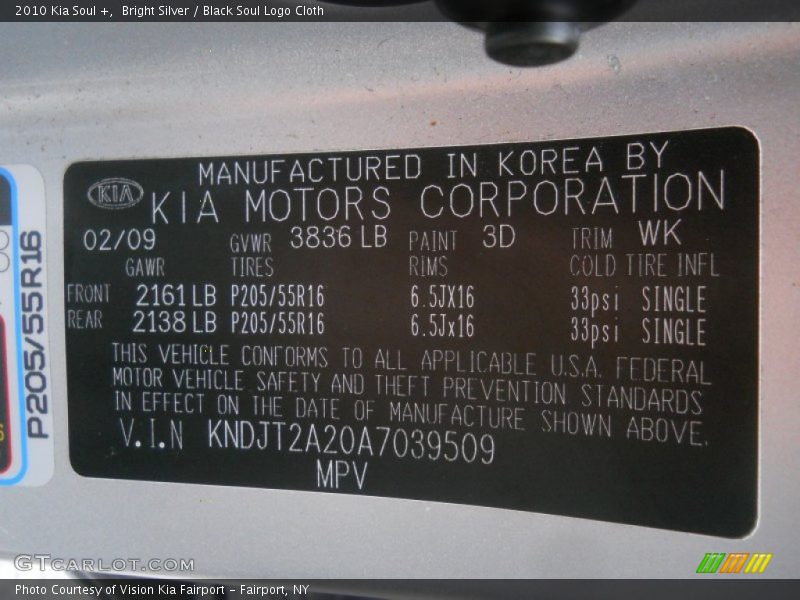 2010 Kia Soul +,  Bright Silver / Black Soul Logo Cloth
P205/55R16
KIA
MANUFACTURED IN KOREA BY
KIA MOTORS CORPORATION
02/09 GVWR 3836 LB PAINT 3D TRIM WK
GAWR TIRES RIMS COLD TIRE INFL
FRONT 2161 LB P205/55R16 6.5JX16 33psi SINGLE
REAR 2138 LB P205/55R16 6.5Jx16 33psi SINGLE
THIS VEHICLE CONFORMS TO ALL APPLICABLE U.S.A. FEDERAL
MOTOR VEHICLE SAFETY AND THEFT PREVENTION STANDARDS
IN EFFECT ON THE DATE OF MANUFACTURE SHOWN ABOVE.
V.I.N KNDJT2A20A7039509
MPV
GTCARLOT.COM
Photo Courtesy of Vision Kia Fairport - Fairport, NY